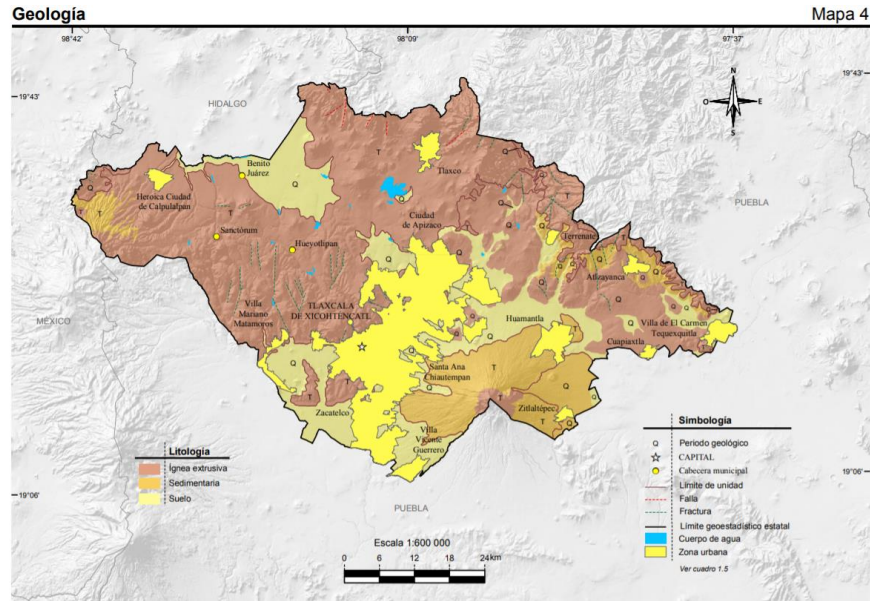 Geología
Mapa 4
98°42'
98°09'
97°37'
19°43'
19°43'
HIDALGO
N
O
E
S
Benito
Juárez
Q
T
Tlaxco
Q
Q
Q
PUEBLA
Heroica Ciudad
de Calpulalpan
T
T
Q
Ciudad
de Apizaco
Q
Q
T
Terrenate
T
Sanctórum
Hueyotlipan
Q
Q
Q
Q
Q
Atlzayanca
Q
Q
Villa
Mariano
Matamoros
TLAXCALA
DE XICOHTÉNCATL
MÉXICO
Q
Q
Q
Q
Q
Q
Huamantla
Q
Q
T
Villa de El Carmen
Tequexquitla
Cuapiaxtla
Q
Q
Santa Ana
Chiautempan
T
Q
T
T
Zacatelco
T
Q
Q
Zitlaltépec
T
Q
Villa
Vicente
Guerrero
19°06'
19°06'
PUEBLA
Litología
Ígnea extrusiva
Sedimentaria
Suelo
Escala 1:600 000
0 6 12 18 24km
Simbología
Q Periodo geológico
CAPITAL
Cabecera municipal
Límite de unidad
Falla
Fractura
Límite geoestadístico estatal
Cuerpo de agua
Zona urbana
Ver cuadro 1.5